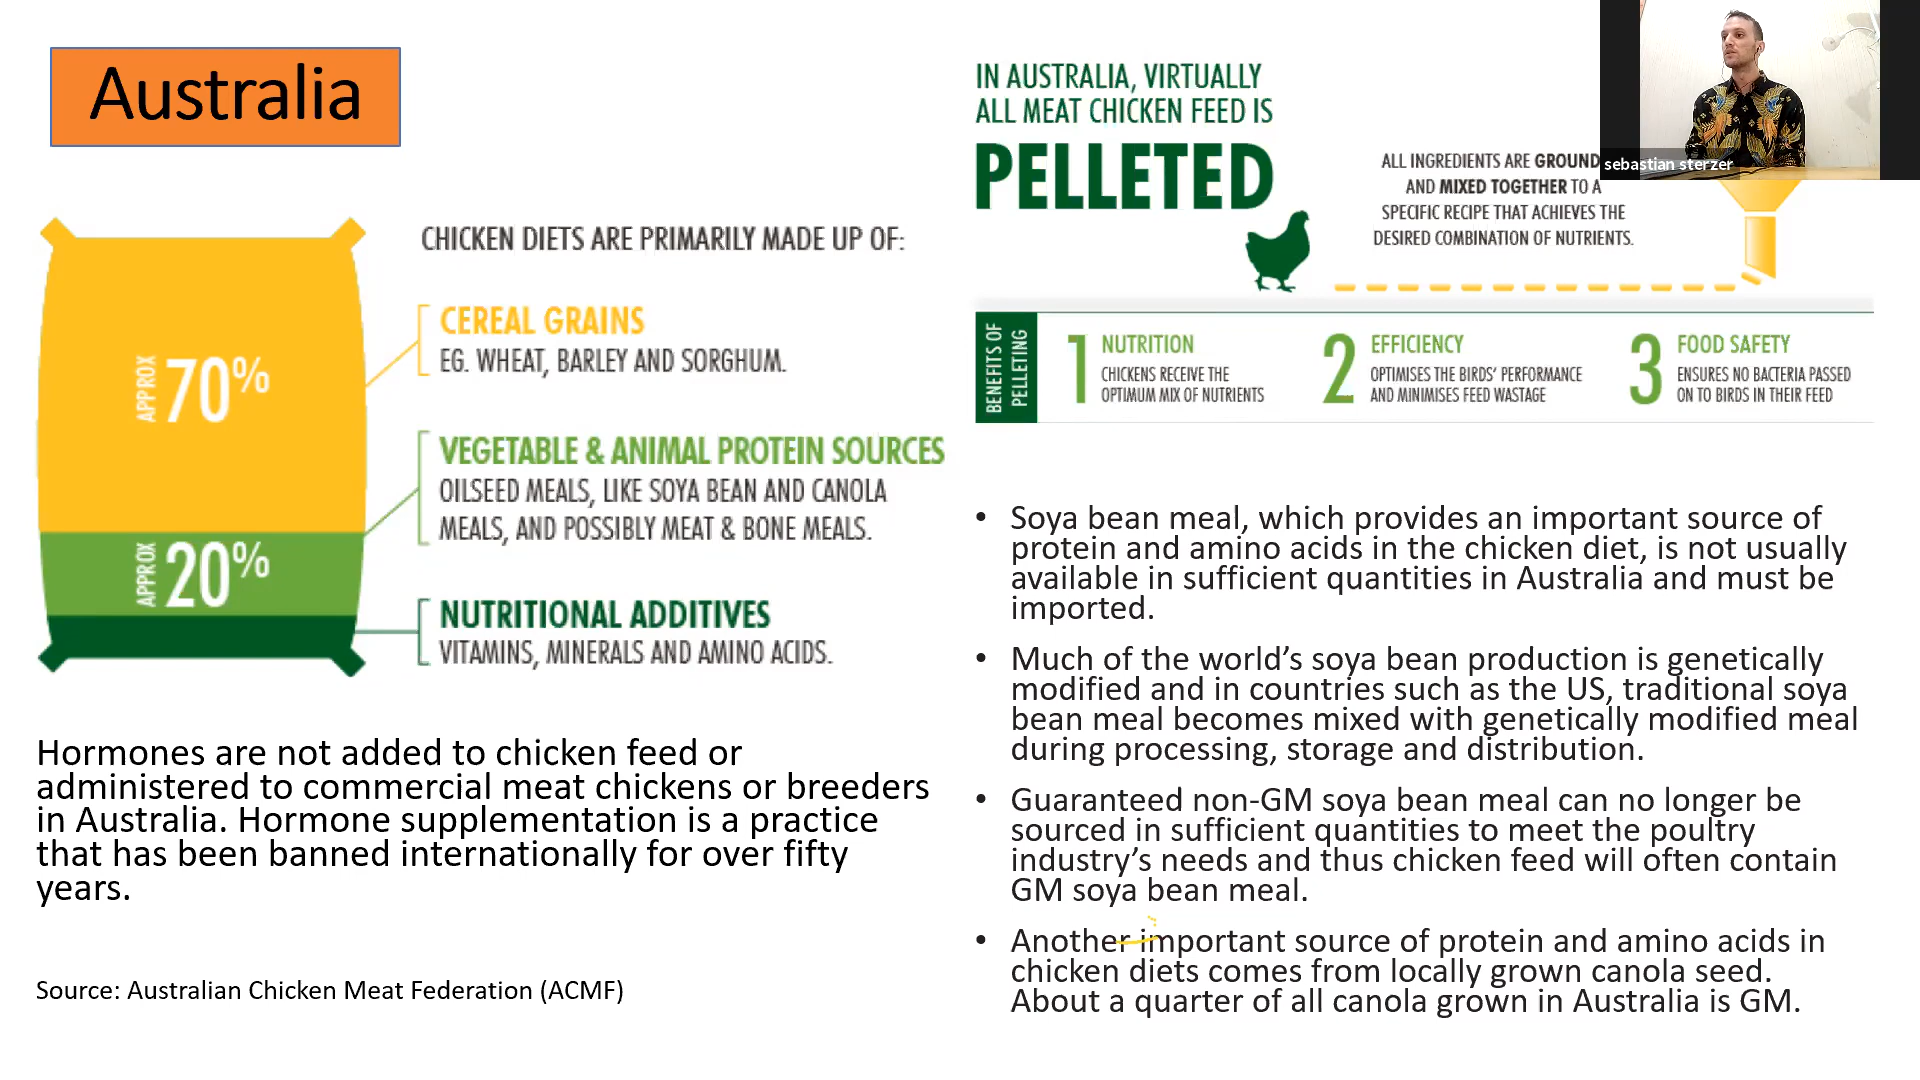 Australia
CHICKEN DIETS ARE PRIMARILY MADE UP OF:
APPROX 70%
CEREAL GRAINS
EG. WHEAT, BARLEY AND SORGHUM.
APPROX 20%
VEGETABLE & ANIMAL PROTEIN SOURCES
OILSEED MEALS, LIKE SOYA BEAN AND CANOLA
MEALS, AND POSSIBLY MEAT & BONE MEALS.
NUTRITIONAL ADDITIVES
VITAMINS, MINERALS AND AMINO ACIDS.
Hormones are not added to chicken feed or
administered to commercial meat chickens or breeders
in Australia. Hormone supplementation is a practice
that has been banned internationally for over fifty
years.
Source: Australian Chicken Meat Federation (ACMF)
IN AUSTRALIA, VIRTUALLY
ALL MEAT CHICKEN FEED IS
PELLETED
ALL INGREDIENTS ARE GROUND
AND MIXED TOGETHER TO A
SPECIFIC RECIPE THAT ACHIEVES THE
DESIRED COMBINATION OF NUTRIENTS.
sebastian sterzer
BENEFITS OF
PELLETING
1 NUTRITION
CHICKENS RECEIVE THE
OPTIMUM MIX OF NUTRIENTS
2 EFFICIENCY
OPTIMISES THE BIRDS' PERFORMANCE
AND MINIMISES FEED WASTAGE
3 FOOD SAFETY
ENSURES NO BACTERIA PASSED
ON TO BIRDS IN THEIR FEED
• Soya bean meal, which provides an important source of
protein and amino acids in the chicken diet, is not usually
available in sufficient quantities in Australia and must be
imported.
• Much of the world's soya bean production is genetically
modified and in countries such as the US, traditional soya
bean meal becomes mixed with genetically modified meal
during processing, storage and distribution.
• Guaranteed non-GM soya bean meal can no longer be
sourced in sufficient quantities to meet the poultry
industry's needs and thus chicken feed will often contain
GM soya bean meal.
• Another important source of protein and amino acids in
chicken diets comes from locally grown canola seed.
About a quarter of all canola grown in Australia is GM.